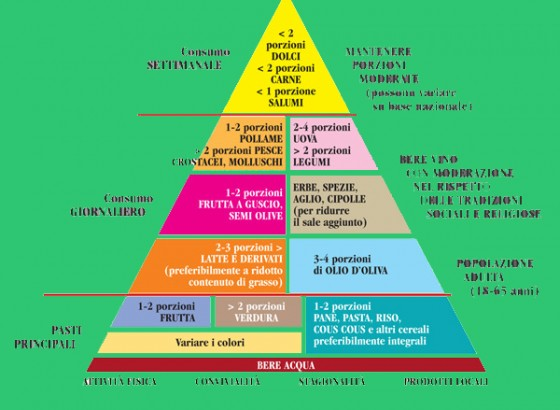 < 2
porzioni
DOLCI
< 2 porzioni
CARNE
< 1 porzione
SALUMI
Consumo
SETTIMANALE
MANTENERE
PORZIONI
MODERATE
(possono variare
su base nazionale)
1-2 porzioni
POLLAME
> 2 porzioni PESCE
CROSTACEI, MOLLUSCHI
2-4 porzioni
UOVA
> 2 porzioni
LEGUMI
BERE VINO
CON MODERAZIONE
NEL RISPETTO
DELLE TRADIZIONI
SOCIALI E RELIGIOSE
Consumo
GIORNALIERO
1-2 porzioni
FRUTTA A GUSCIO,
SEMI OLIVE
ERBE, SPEZIE,
AGLIO, CIPOLLE
(per ridurre
il sale aggiunto)
2-3 porzioni >
LATTE E DERIVATI
(preferibilmente a ridotto
contenuto di grasso)
3-4 porzioni
di OLIO D'OLIVA
POPOLAZIONE
ADULTA
(18-65 anni)
PASTI
PRINCIPALI
1-2 porzioni
FRUTTA
> 2 porzioni
VERDURA
1-2 porzioni
PANE, PASTA, RISO,
COUS COUS e altri cereali
preferibilmente integrali
Variare i colori
BERE ACQUA
ATTIVITÀ FISICA CONVIVIALITÀ STAGIONALITÀ PRODOTTI LOCALI